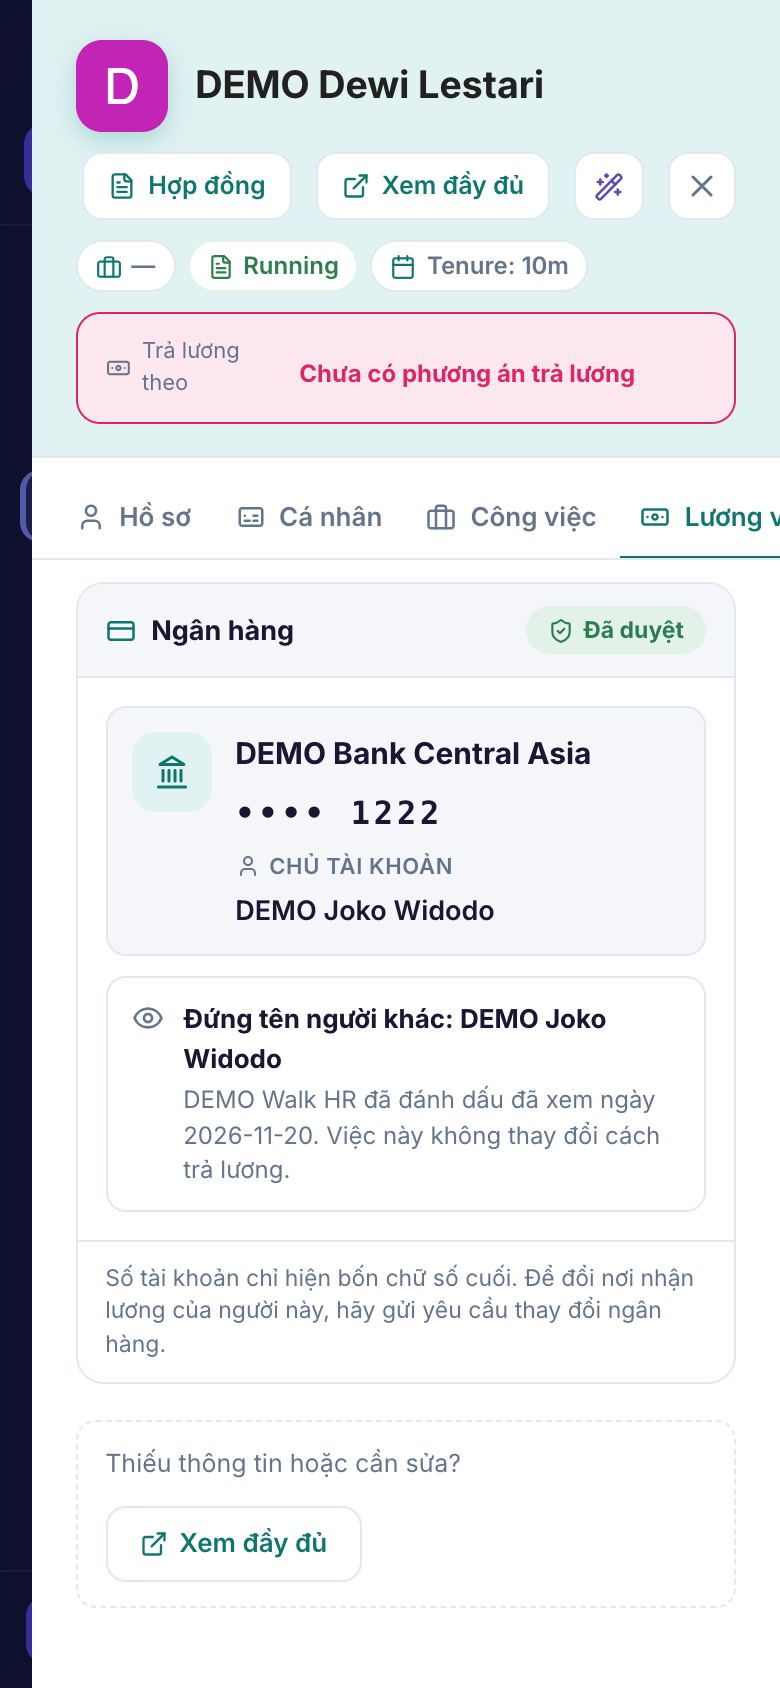 D
DEMO Dewi Lestari
Hợp đồng
Xem đầy đủ
—
Running
Tenure: 10m
Trả lương
theo
Chưa có phương án trả lương
Hồ sơ
Cá nhân
Công việc
Lương v
Ngân hàng
Đã duyệt
DEMO Bank Central Asia
•••• 1222
CHỦ TÀI KHOẢN
DEMO Joko Widodo
Đứng tên người khác: DEMO Joko
Widodo
DEMO Walk HR đã đánh dấu đã xem ngày
2026-11-20. Việc này không thay đổi cách
trả lương.
Số tài khoản chỉ hiện bốn chữ số cuối. Để đổi nơi nhận
lương của người này, hãy gửi yêu cầu thay đổi ngân
hàng.
Thiếu thông tin hoặc cần sửa?
Xem đầy đủ